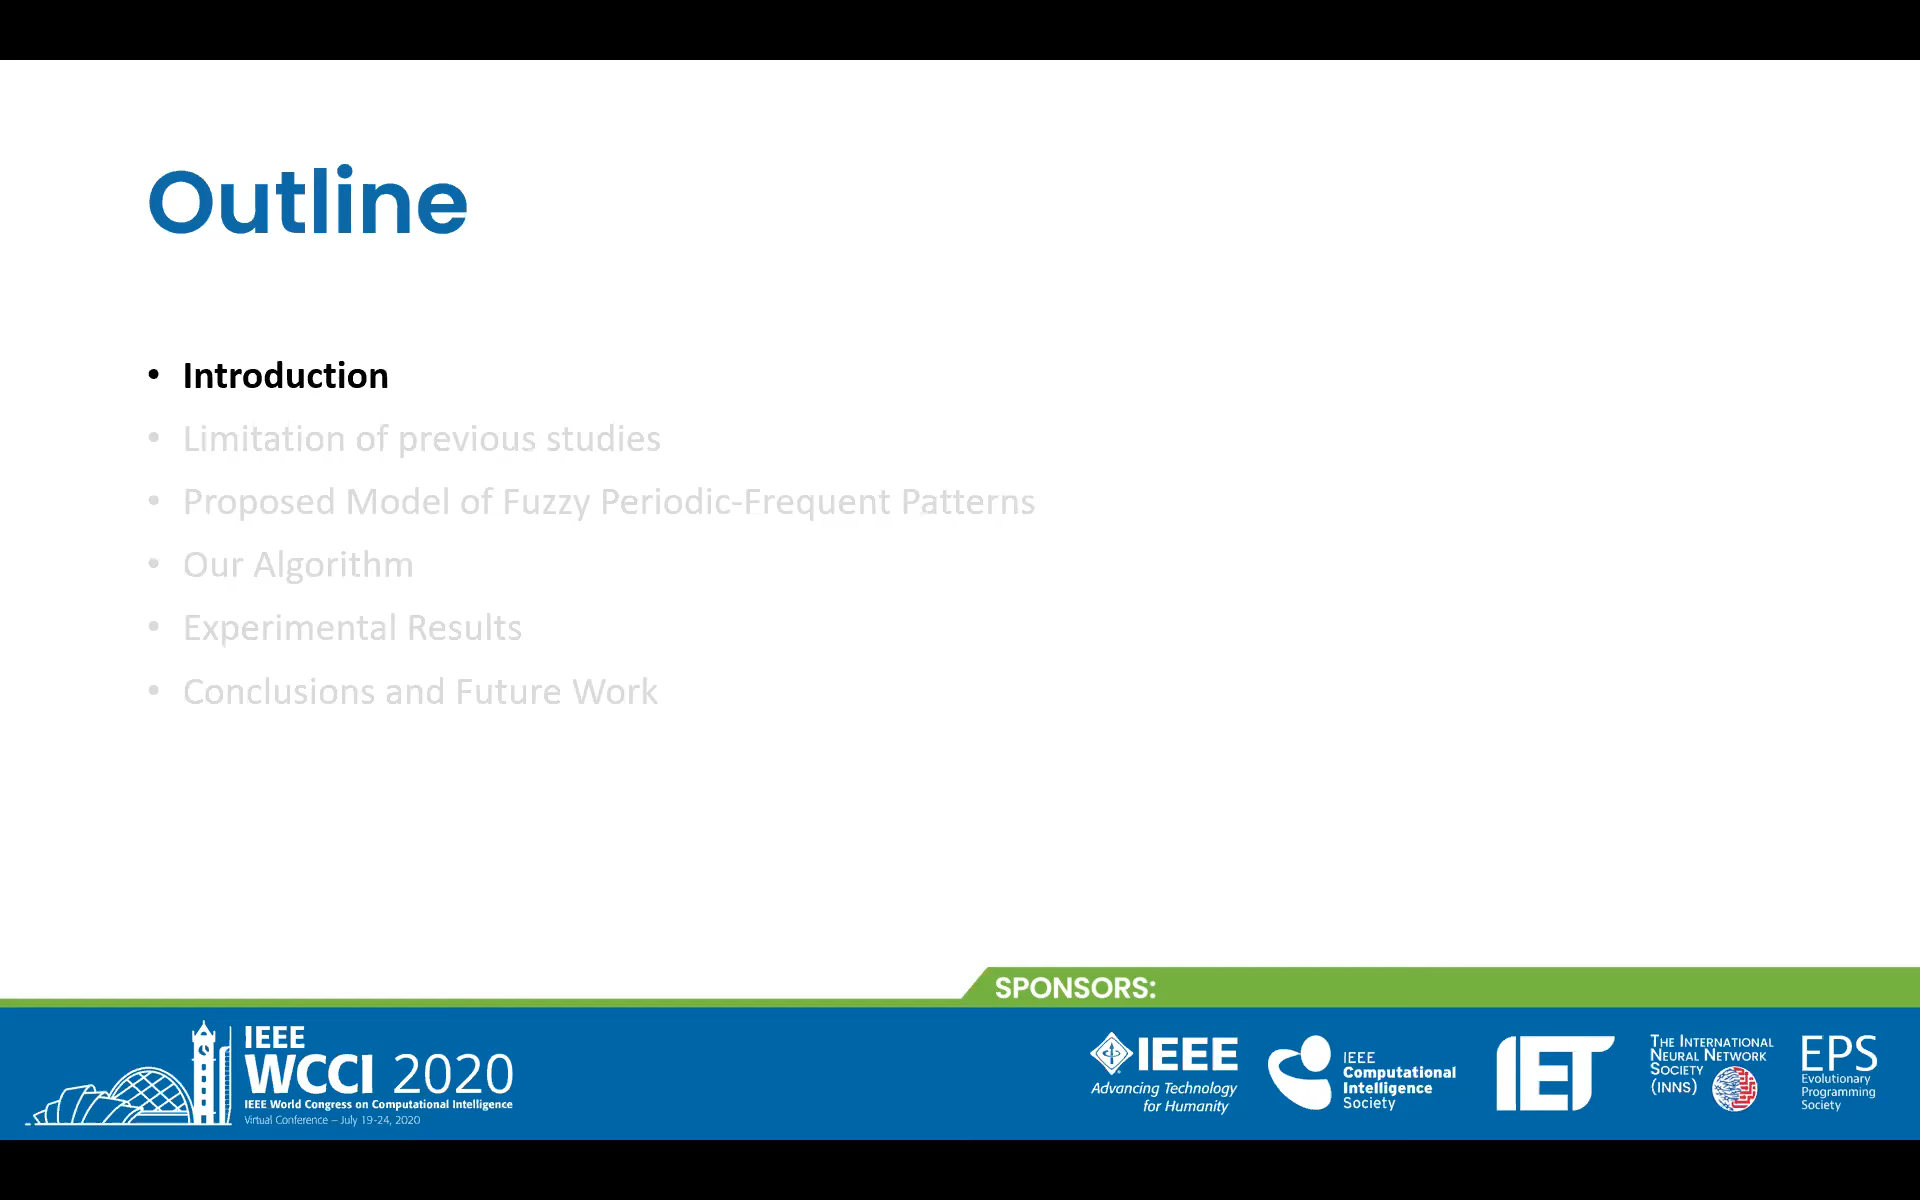 Outline
• Introduction
• Limitation of previous studies
• Proposed Model of Fuzzy Periodic-Frequent Patterns
• Our Algorithm
• Experimental Results
• Conclusions and Future Work
SPONSORS:
IEEE
WCCI 2020
IEEE World Congress on Computational Intelligence
Virtual Conference – July 19-24, 2020
IEEE
Advancing Technology
for Humanity
IEEE
Computational
Intelligence
Society
IET
THE INTERNATIONAL
NEURAL NETWORK
SOCIETY
(INNS)
EPS
Evolutionary
Programming
Society